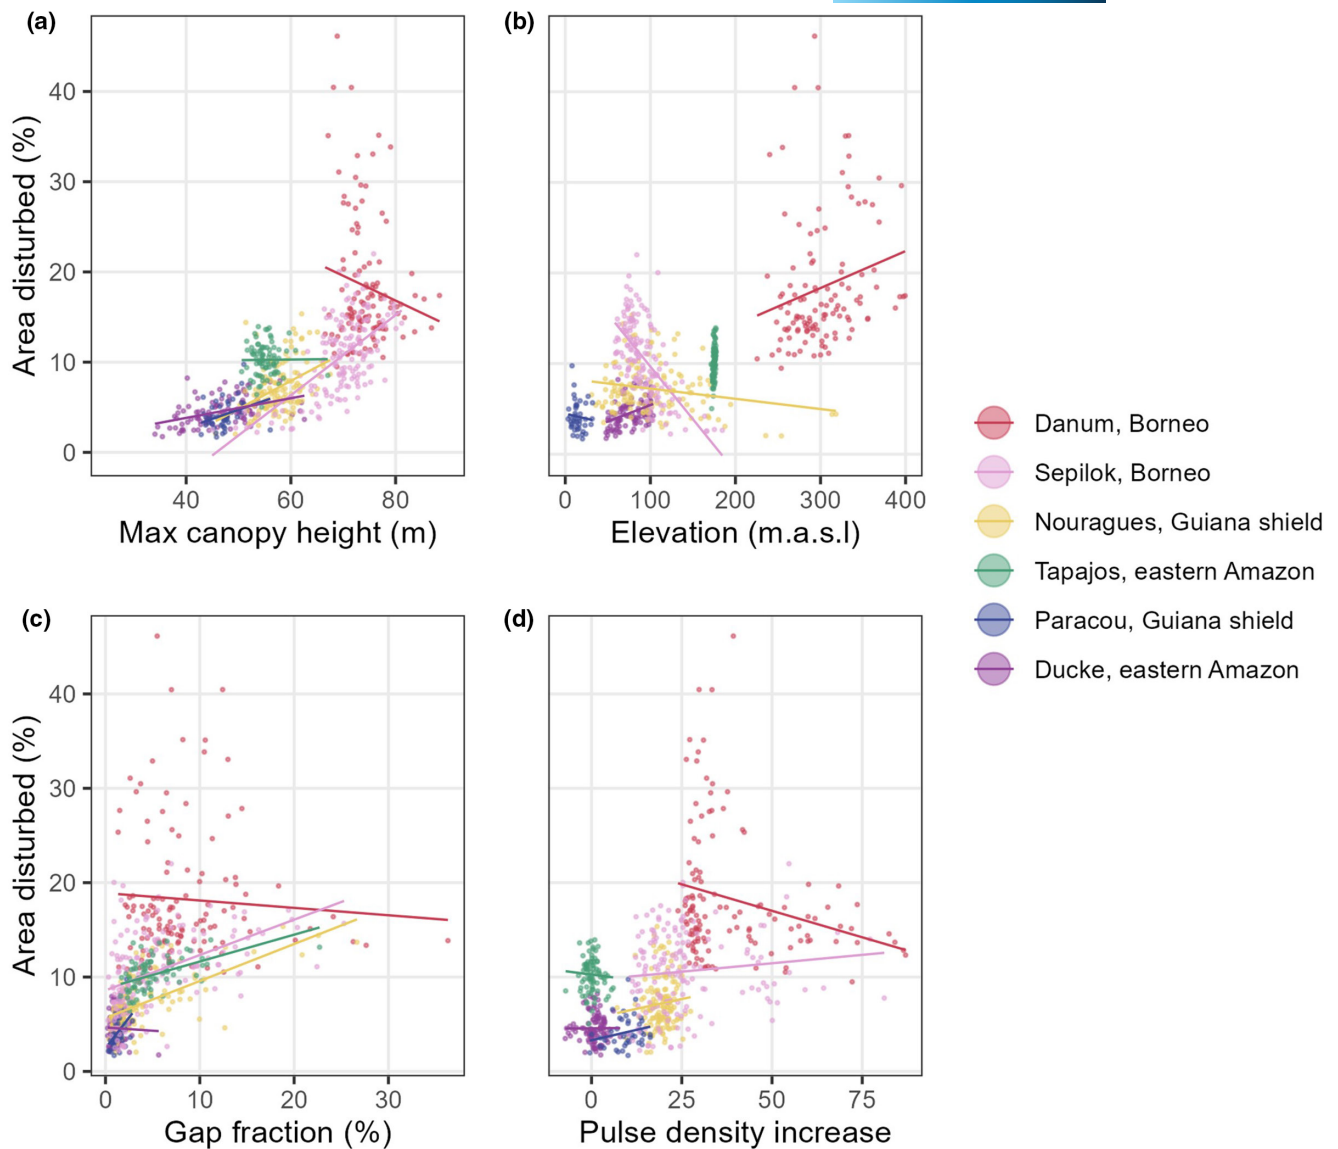 (a)
(b)
Area disturbed (%)
40
30
20
10
0
40
60
80
Max canopy height (m)
0
100
200
300
400
Elevation (m.a.s.l)
Danum, Borneo
Sepilok, Borneo
Nouragues, Guiana shield
Tapajos, eastern Amazon
Paracou, Guiana shield
Ducke, eastern Amazon
(c)
(d)
Area disturbed (%)
40
30
20
10
0
0
10
20
30
Gap fraction (%)
0
25
50
75
Pulse density increase